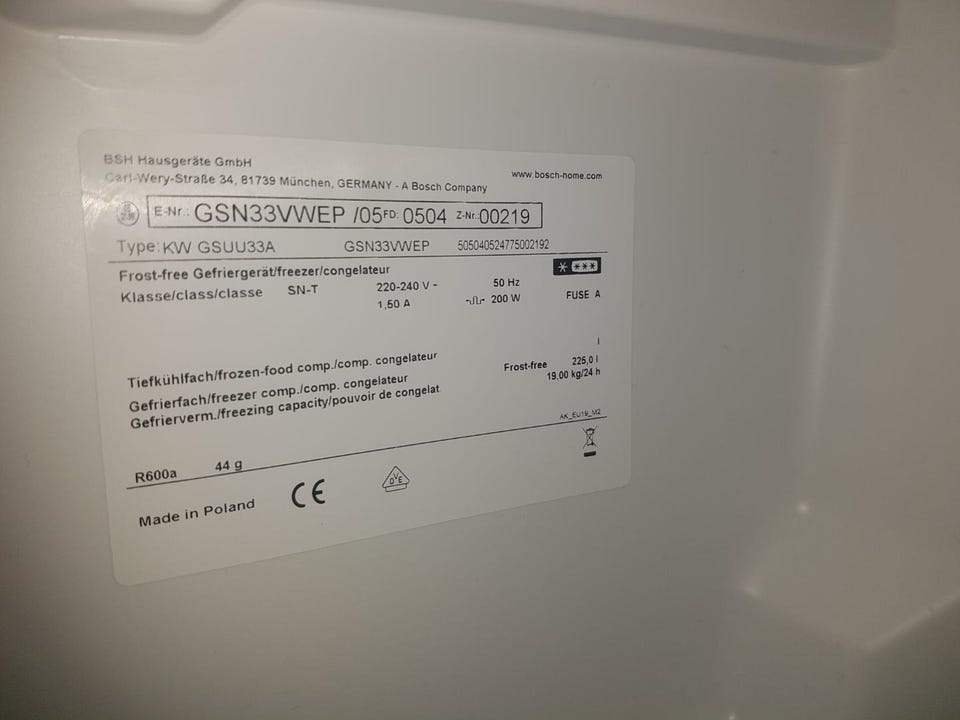 BSH Hausgeräte GmbH
Carl-Wery-Straße 34, 81739 München, GERMANY - A Bosch Company
www.bosch-home.com
E-Nr.: GSN33VWEP /05 FD: 0504 Z-Nr.: 00219
Type: KW GSUU33A GSN33VWEP 505040524775002192
Frost-free Gefriergerät/freezer/congelateur
Klasse/class/classe SN-T 220-240 V ~ 50 Hz
1,50 A 200 W FUSE A
l
Tiefkühlfach/frozen-food comp./comp. congelateur
Gefrierfach/freezer comp./comp. congelateur Frost-free 225,0 l
Gefrierverm./freezing capacity/pouvoir de congelat 19,00 kg/24 h
AK_EU19_M2
R600a 44 g
Made in Poland CE DVE